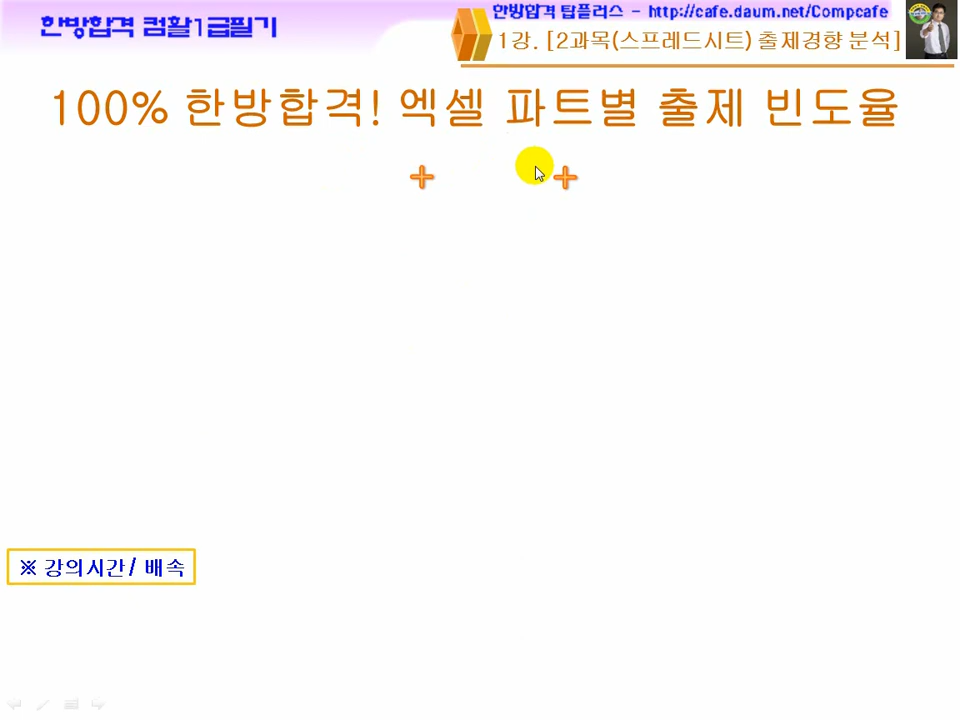 한방합격 컴활1급필기
한방합격 탑플러스 - http://cafe.daum.net/Compcafe
1강. [2과목(스프레드시트) 출제경향 분석]
100% 한방합격! 엑셀 파트별 출제 빈도율
+ +
※ 강의시간/ 배속